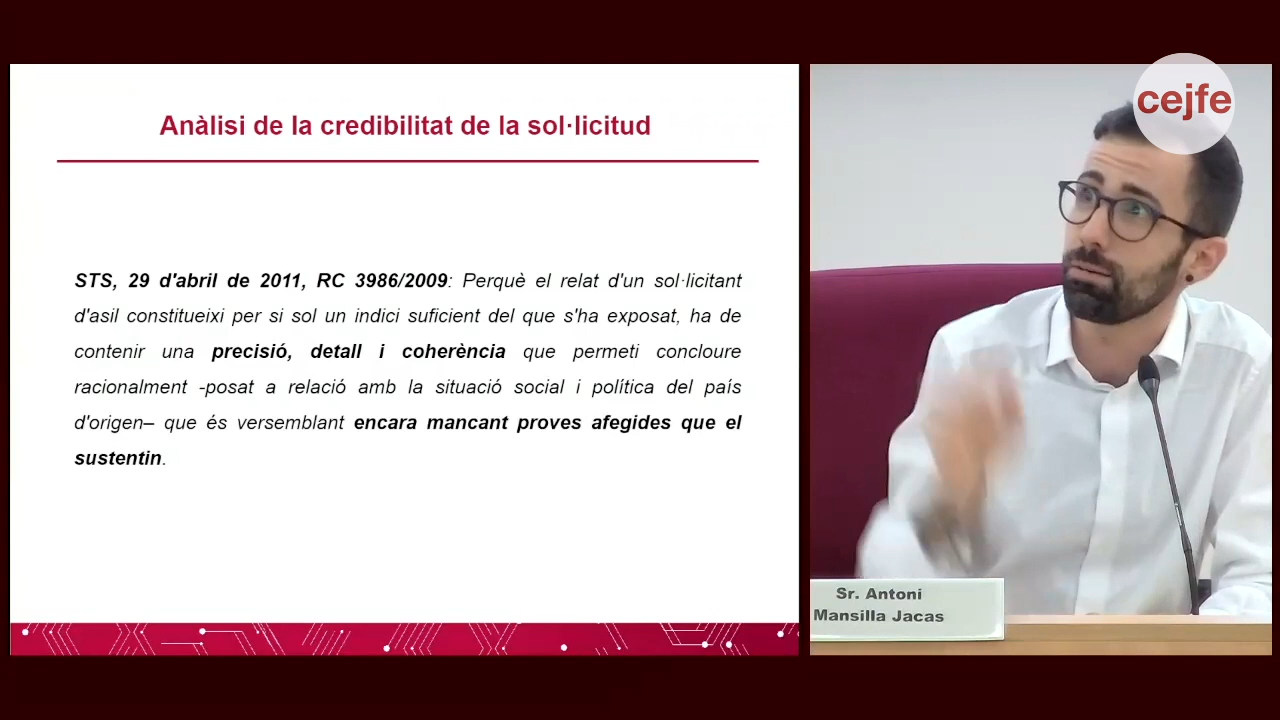 Anàlisi de la credibilitat de la sol·licitud
STS, 29 d'abril de 2011, RC 3986/2009: Perquè el relat d'un sol·licitant
d'asil constitueixi per si sol un indici suficient del que s'ha exposat, ha de
contenir una precisió, detall i coherència que permeti concloure
racionalment -posat a relació amb la situació social i política del país
d'origen– que és versemblant encara mancant proves afegides que el
sustentin.
cejfe
Sr. Antoni
Mansilla Jacas